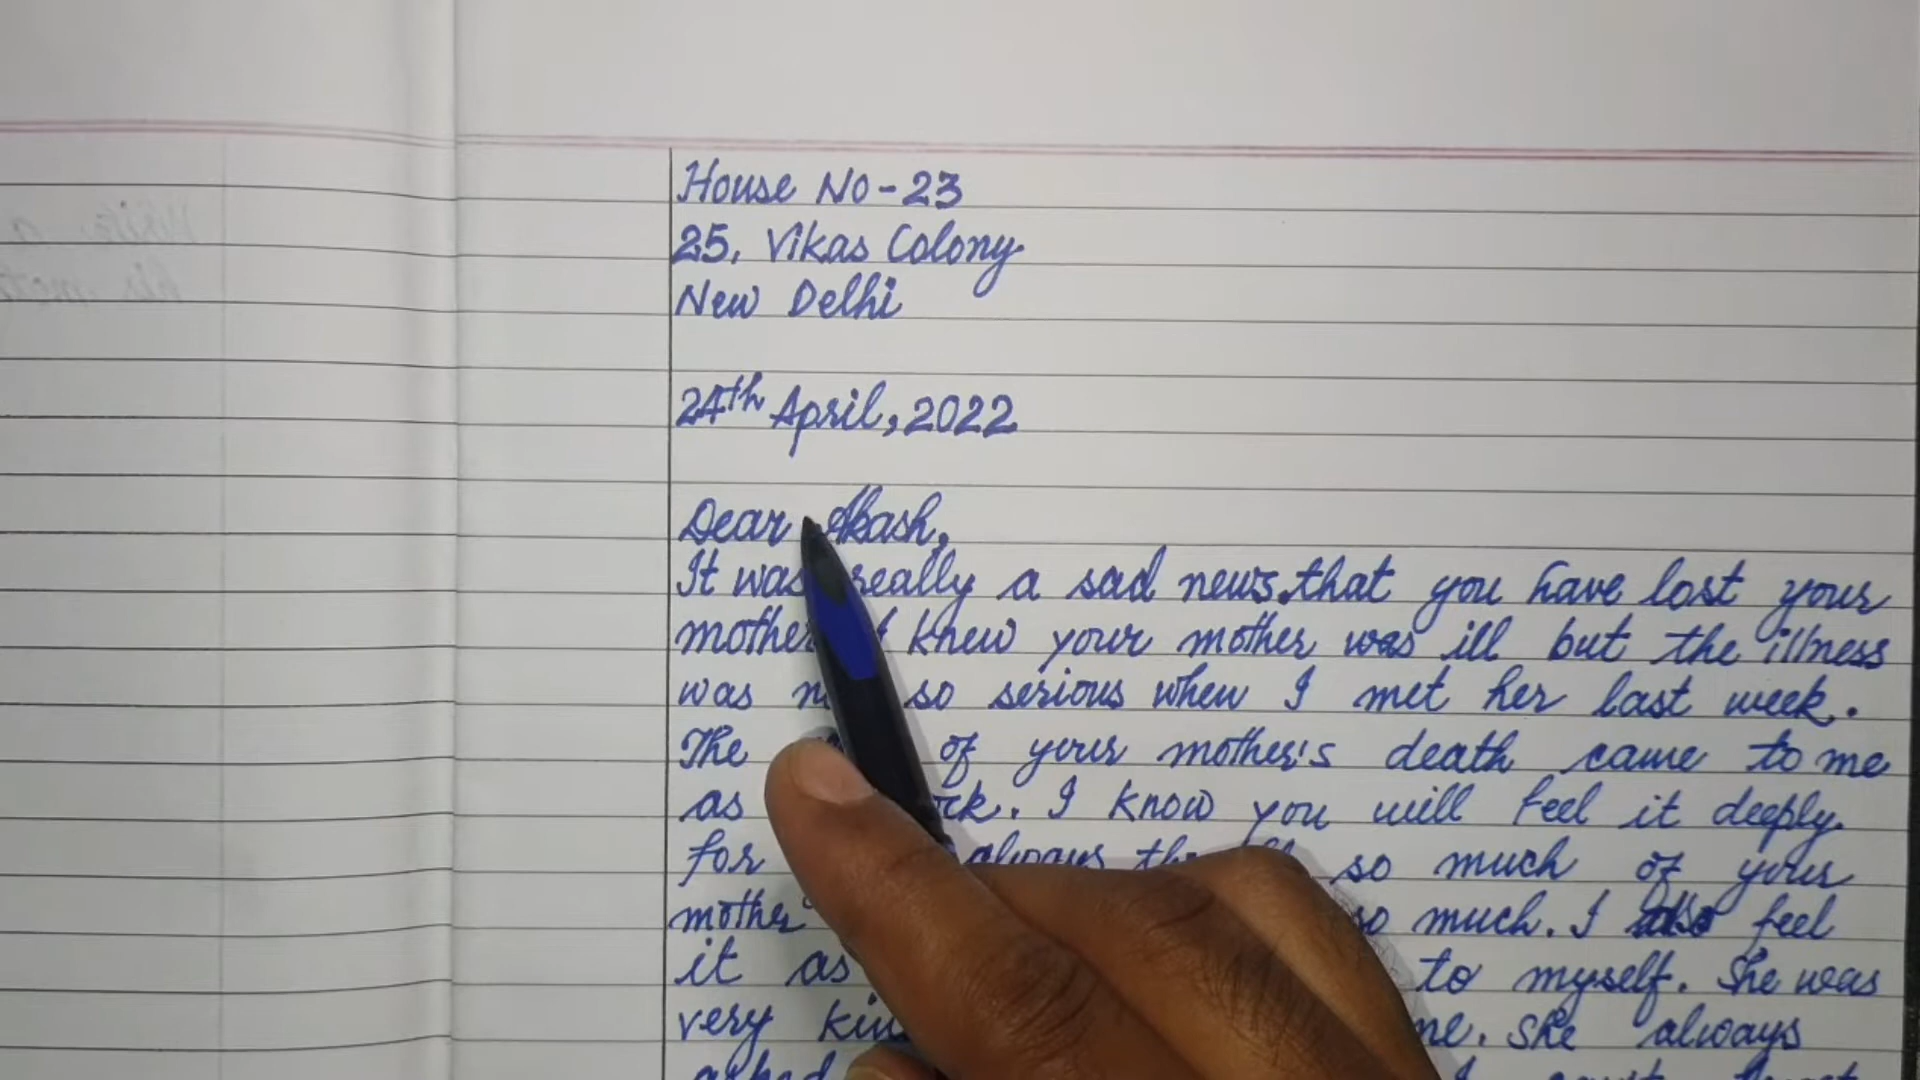 House No-23
25, Vikas Colony
New Delhi
24th April, 2022
Dear Akash,
It was really a sad news that you have lost your
mother knew your mother was ill but the illness
was so serious when I met her last week.
The of your mother's death came to me
as I know you will feel it deeply
for always so much of your
mother so much. I also feel
it as to myself. She was
very She always
asked